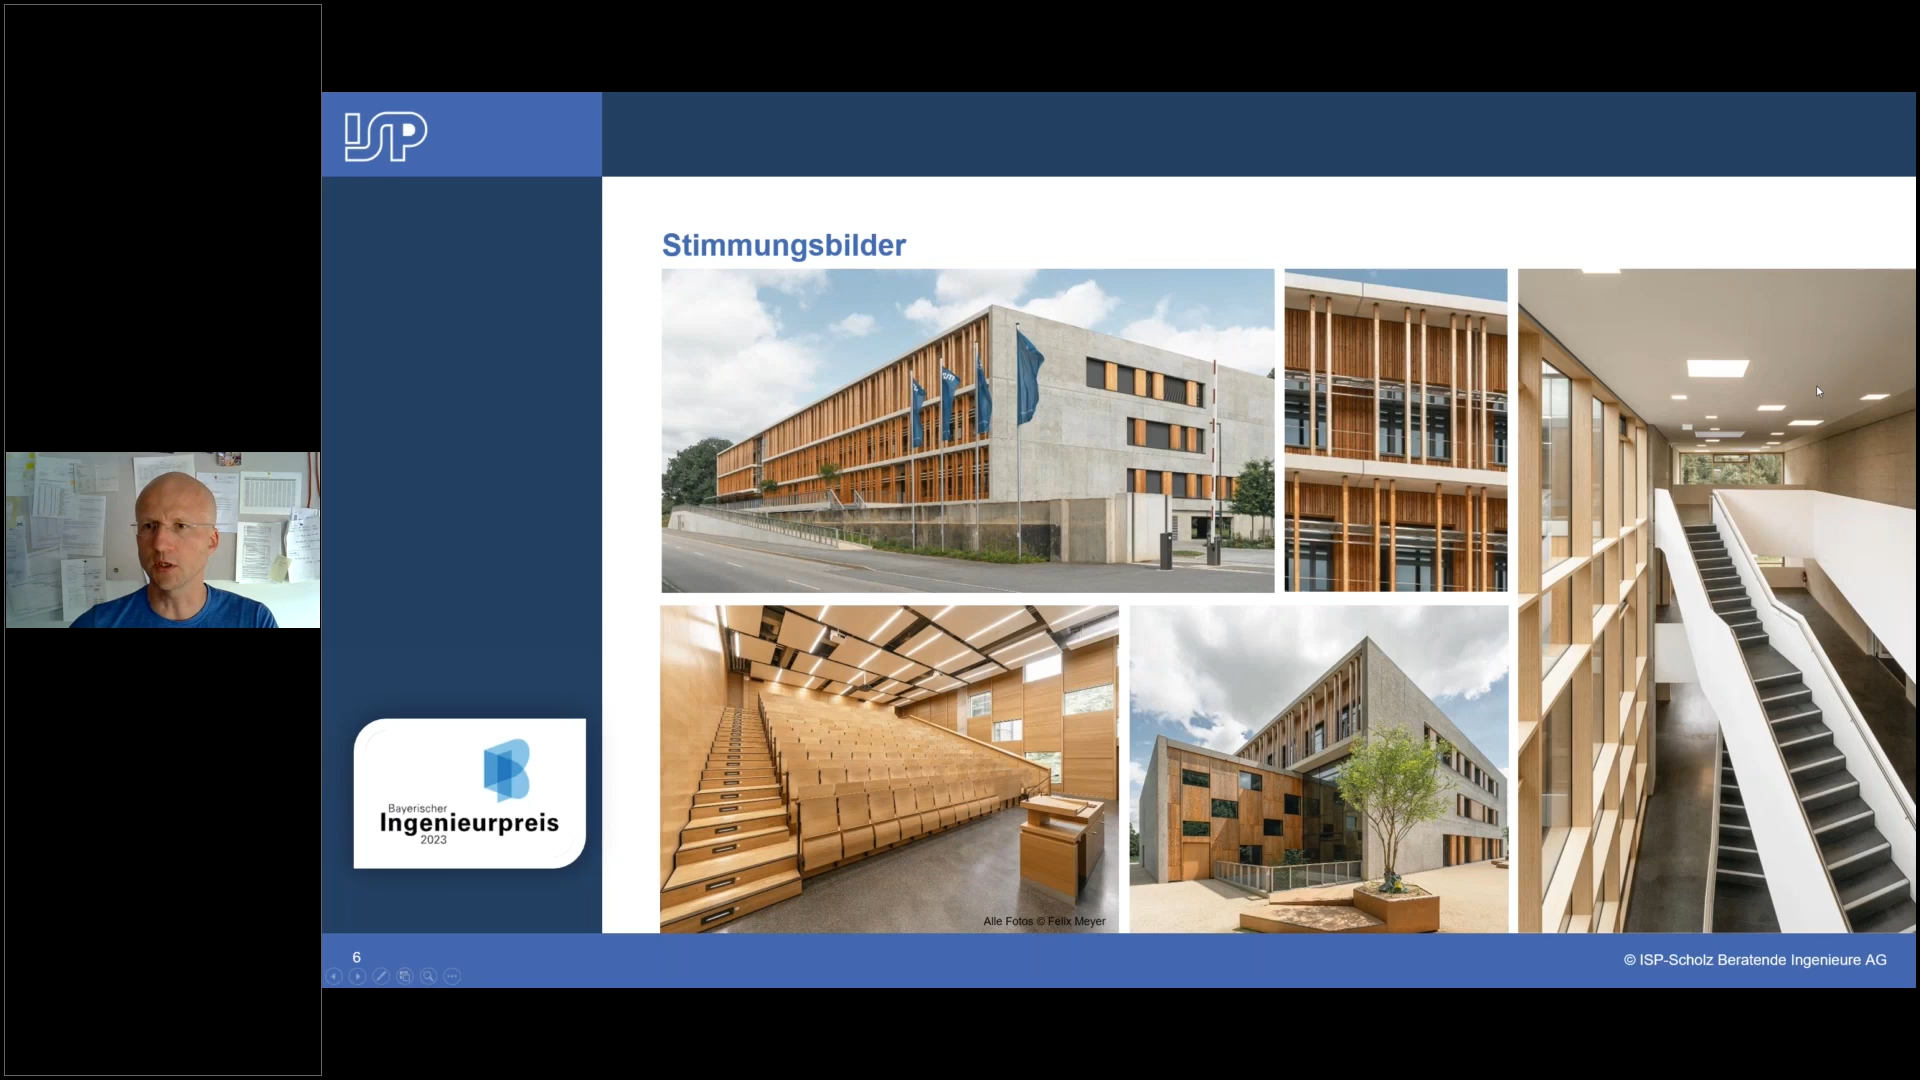 ISP
Stimmungsbilder
Bayerischer
Ingenieurpreis
2023
Alle Fotos © Felix Meyer
6
© ISP-Scholz Beratende Ingenieure AG